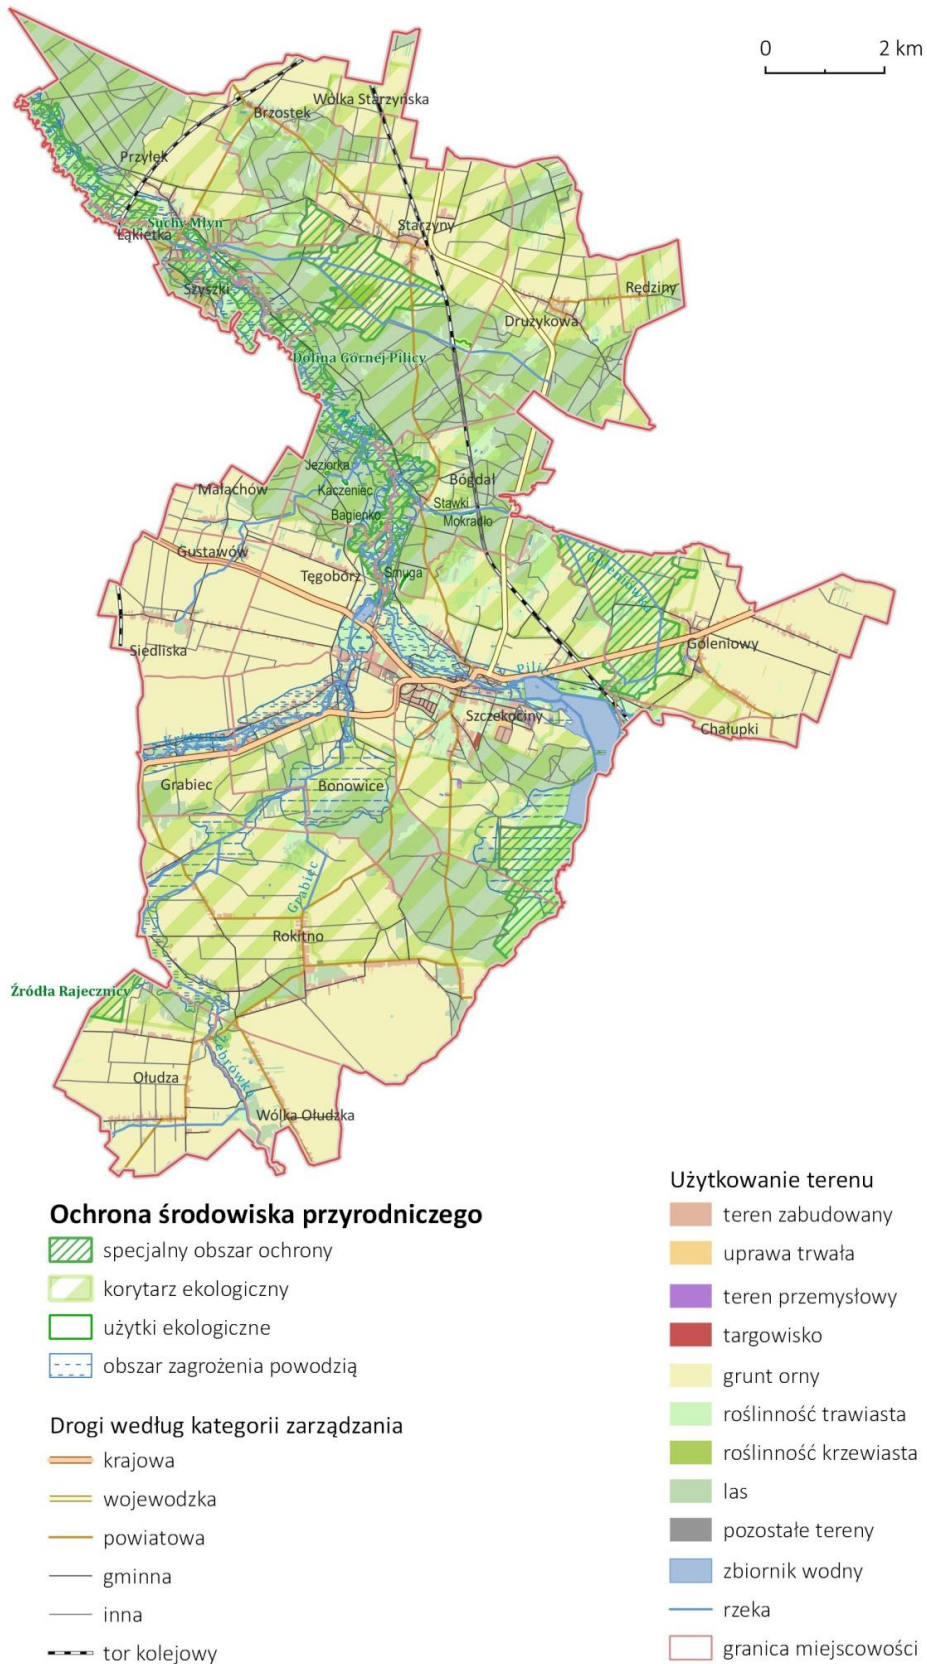 0 2 km
Wólka Starzyńska
Brzostek
Przyłęk
Suchy Młyn
Łąkietka
Starzyny
Szyszki
Rędziny
Drużykowa
Dolina Górnej Pilicy
Jeziorka
Bógdał
Małachów
Kaczeniec
Stawki
Bagienko
Mokradło
Gustawów
Tęgobórz
Smuga
Siedliska
Goleniowy
Pilica
Szczekociny
Chałupki
Grabiec
Bonowice
Grabiec
Rokitno
Źródła Rajecznicy
Żebrówka
Ołudza
Wólka Ołudzka
Ochrona środowiska przyrodniczego
specjalny obszar ochrony
korytarz ekologiczny
użytki ekologiczne
obszar zagrożenia powodzią
Drogi według kategorii zarządzania
krajowa
wojewodzka
powiatowa
gminna
inna
tor kolejowy
Użytkowanie terenu
teren zabudowany
uprawa trwała
teren przemysłowy
targowisko
grunt orny
roślinność trawiasta
roślinność krzewiasta
las
pozostałe tereny
zbiornik wodny
rzeka
granica miejscowości